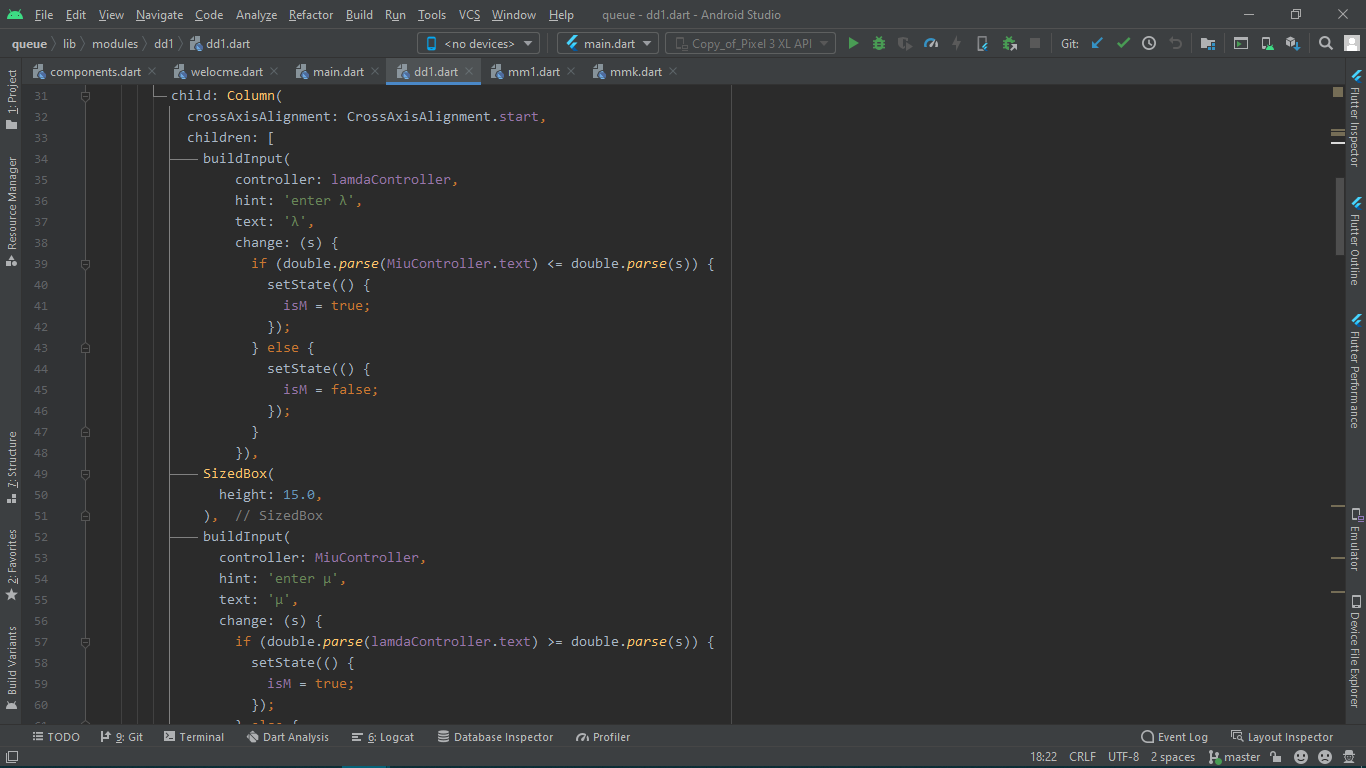 File Edit View Navigate Code Analyze Refactor Build Run Tools VCS Window Help queue - dd1.dart - Android Studio
queue lib modules dd1 dd1.dart <no devices> main.dart Copy_of_Pixel 3 XL API Git:
components.dart welocme.dart main.dart dd1.dart mm1.dart mmk.dart
1: Project
Resource Manager
7: Structure
2: Favorites
Build Variants
31 child: Column(
32 crossAxisAlignment: CrossAxisAlignment.start,
33 children: [
34 buildInput(
35 controller: lamdaController,
36 hint: 'enter λ',
37 text: 'λ',
38 change: (s) {
39 if (double.parse(MiuController.text) <= double.parse(s)) {
40 setState(() {
41 isM = true;
42 });
43 } else {
44 setState(() {
45 isM = false;
46 });
47 }
48 }),
49 SizedBox(
50 height: 15.0,
51 ), // SizedBox
52 buildInput(
53 controller: MiuController,
54 hint: 'enter µ',
55 text: 'µ',
56 change: (s) {
57 if (double.parse(lamdaController.text) >= double.parse(s)) {
58 setState(() {
59 isM = true;
60 });
} else {
Flutter Inspector
Flutter Outline
Flutter Performance
Emulator
Device File Explorer
TODO 9: Git Terminal Dart Analysis 6: Logcat Database Inspector Profiler Event Log Layout Inspector
18:22 CRLF UTF-8 2 spaces master